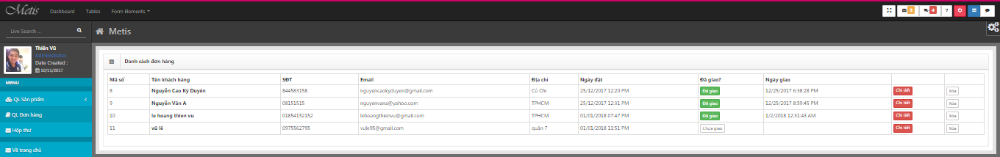 Metis Dashboard Tables Form Elements 5 4 ?
Live Search ... Metis
Thiên Vũ
Administrator
Date Created :
10/11/2017
MENU
QL Sản phẩm
QL Đơn hàng
Hộp thư
Về trang chủ
Danh sách đơn hàng
Mã số Tên khách hàng SĐT Email Địa chỉ Ngày đặt Đã giao? Ngày giao
8 Nguyễn Cao Kỳ Duyên 844583158 nguyencaokyduyen@gmail.com Củ Chi 25/12/2017 12:20 PM Đã giao 12/25/2017 6:38:28 PM Chi tiết Xóa
9 Nguyễn Văn A 08151515 nguyenvana@yahoo.com TPHCM 25/12/2017 12:31 PM Đã giao 12/25/2017 8:59:45 PM Chi tiết Xóa
10 le hoang thien vu 01854152152 lehoangthienvu@gmail.com TPHCM 01/01/2018 07:47 PM Đã giao 1/2/2018 12:31:43 AM Chi tiết Xóa
11 vũ lê 0975562795 vule95@gmail.com quận 7 01/01/2018 11:51 PM Chưa giao Chi tiết Xóa